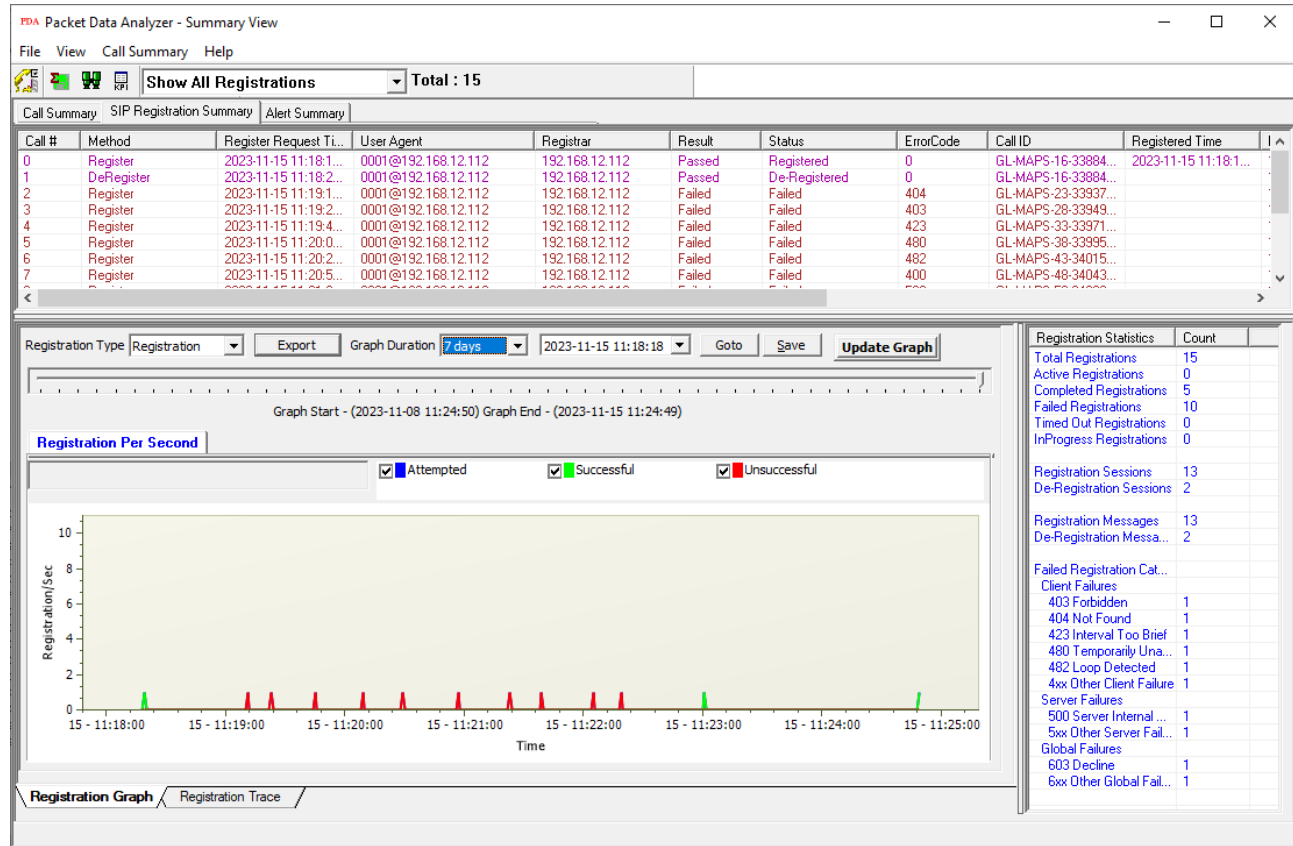 PDA Packet Data Analyzer - Summary View
File View Call Summary Help
KPI Show All Registrations Total : 15
Call Summary SIP Registration Summary Alert Summary
Call # Method Register Request Ti... User Agent Registrar Result Status ErrorCode Call ID Registered Time
0 Register 2023-11-15 11:18:1... 0001@192.168.12.112 192.168.12.112 Passed Registered 0 GL-MAPS-16-33884... 2023-11-15 11:18:1...
1 DeRegister 2023-11-15 11:18:2... 0001@192.168.12.112 192.168.12.112 Passed De-Registered 0 GL-MAPS-16-33884...
2 Register 2023-11-15 11:19:1... 0001@192.168.12.112 192.168.12.112 Failed Failed 404 GL-MAPS-23-33937...
3 Register 2023-11-15 11:19:2... 0001@192.168.12.112 192.168.12.112 Failed Failed 403 GL-MAPS-28-33949...
4 Register 2023-11-15 11:19:4... 0001@192.168.12.112 192.168.12.112 Failed Failed 423 GL-MAPS-33-33971...
5 Register 2023-11-15 11:20:0... 0001@192.168.12.112 192.168.12.112 Failed Failed 480 GL-MAPS-38-33995...
6 Register 2023-11-15 11:20:2... 0001@192.168.12.112 192.168.12.112 Failed Failed 482 GL-MAPS-43-34015...
7 Register 2023-11-15 11:20:5... 0001@192.168.12.112 192.168.12.112 Failed Failed 400 GL-MAPS-48-34043...
Registration Type Registration Export Graph Duration 7 days 2023-11-15 11:18:18 Goto Save Update Graph
Graph Start - (2023-11-08 11:24:50) Graph End - (2023-11-15 11:24:49)
Registration Per Second
Attempted Successful Unsuccessful
Registration/Sec
10
8
6
4
2
0
15 - 11:18:00 15 - 11:19:00 15 - 11:20:00 15 - 11:21:00 15 - 11:22:00 15 - 11:23:00 15 - 11:24:00 15 - 11:25:00
Time
Registration Graph Registration Trace
Registration Statistics Count
Total Registrations 15
Active Registrations 0
Completed Registrations 5
Failed Registrations 10
Timed Out Registrations 0
InProgress Registrations 0
Registration Sessions 13
De-Registration Sessions 2
Registration Messages 13
De-Registration Messa... 2
Failed Registration Cat...
Client Failures
403 Forbidden 1
404 Not Found 1
423 Interval Too Brief 1
480 Temporarily Una... 1
482 Loop Detected 1
4xx Other Client Failure 1
Server Failures
500 Server Internal ... 1
5xx Other Server Fail... 1
Global Failures
603 Decline 1
6xx Other Global Fail... 1